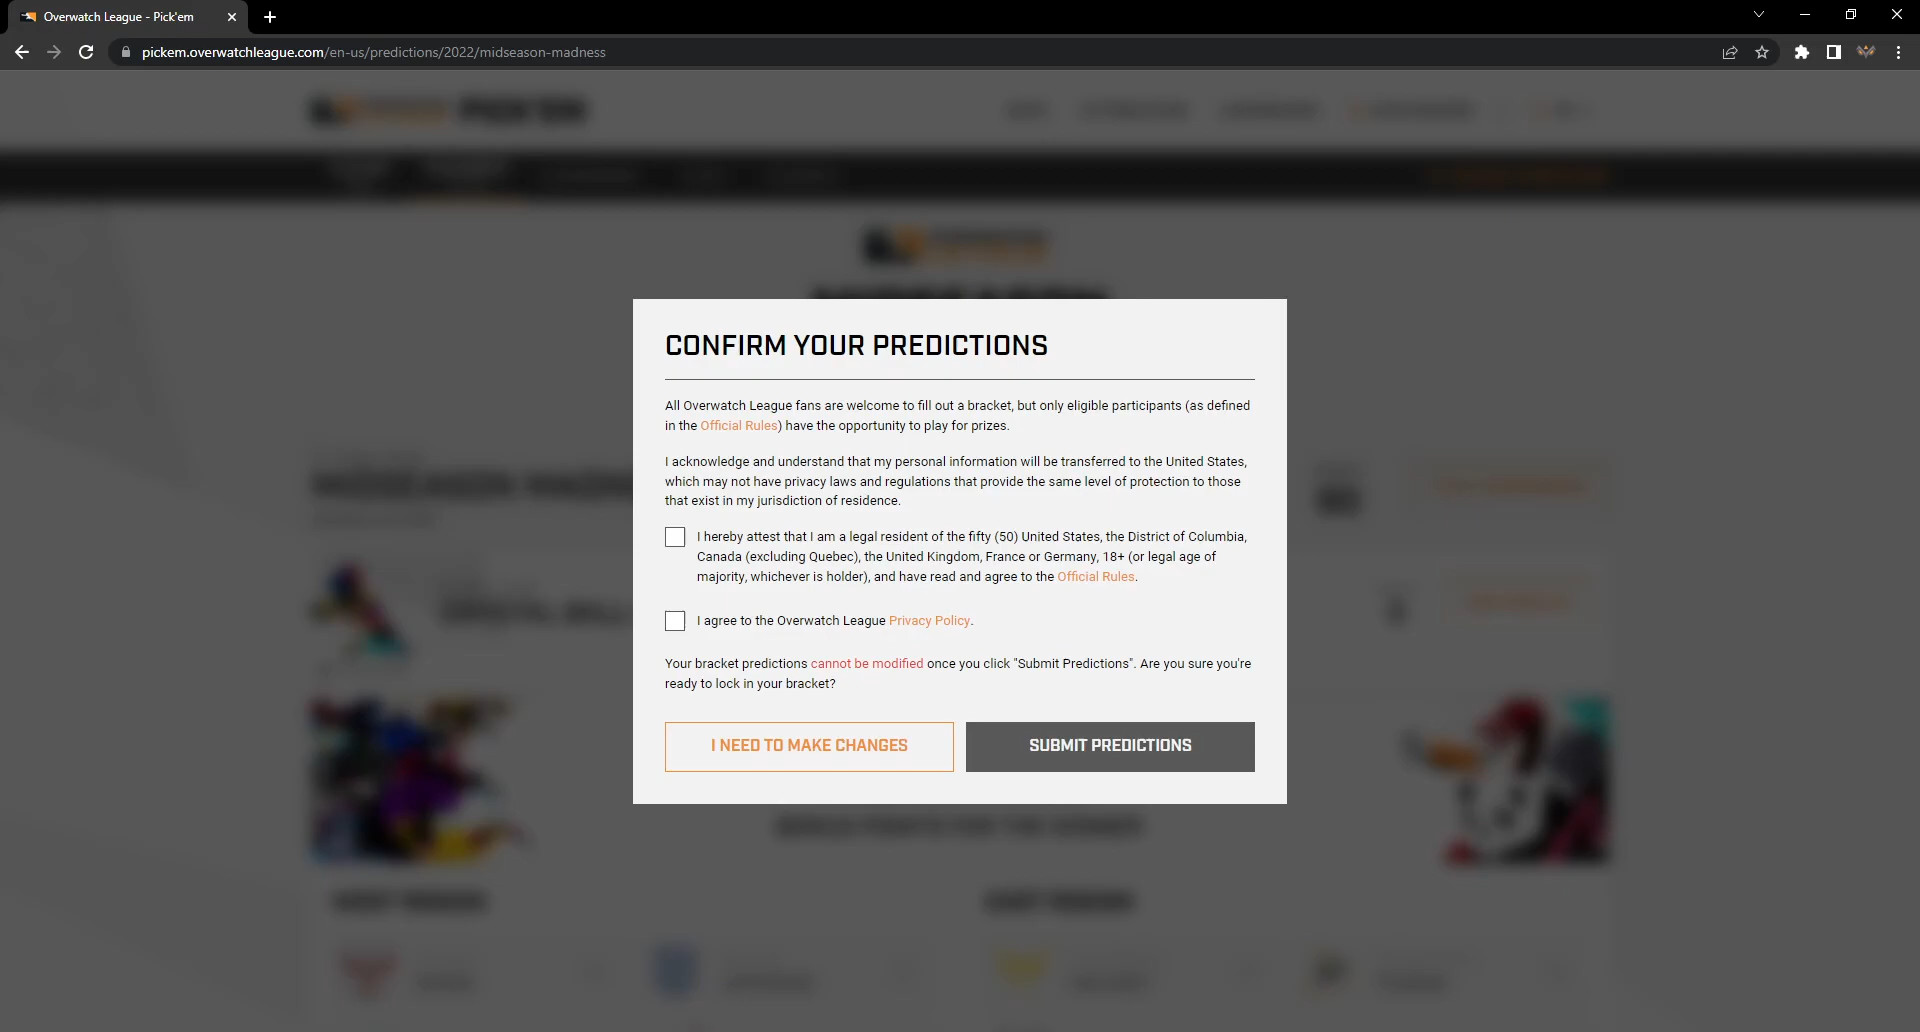 Overwatch League - Pick'em
pickem.overwatchleague.com/en-us/predictions/2022/midseason-madness
CONFIRM YOUR PREDICTIONS
All Overwatch League fans are welcome to fill out a bracket, but only eligible participants (as defined
in the Official Rules) have the opportunity to play for prizes.
I acknowledge and understand that my personal information will be transferred to the United States,
which may not have privacy laws and regulations that provide the same level of protection to those
that exist in my jurisdiction of residence.
I hereby attest that I am a legal resident of the fifty (50) United States, the District of Columbia,
Canada (excluding Quebec), the United Kingdom, France or Germany, 18+ (or legal age of
majority, whichever is holder), and have read and agree to the Official Rules.
I agree to the Overwatch League Privacy Policy.
Your bracket predictions cannot be modified once you click "Submit Predictions". Are you sure you're
ready to lock in your bracket?
I NEED TO MAKE CHANGES
SUBMIT PREDICTIONS